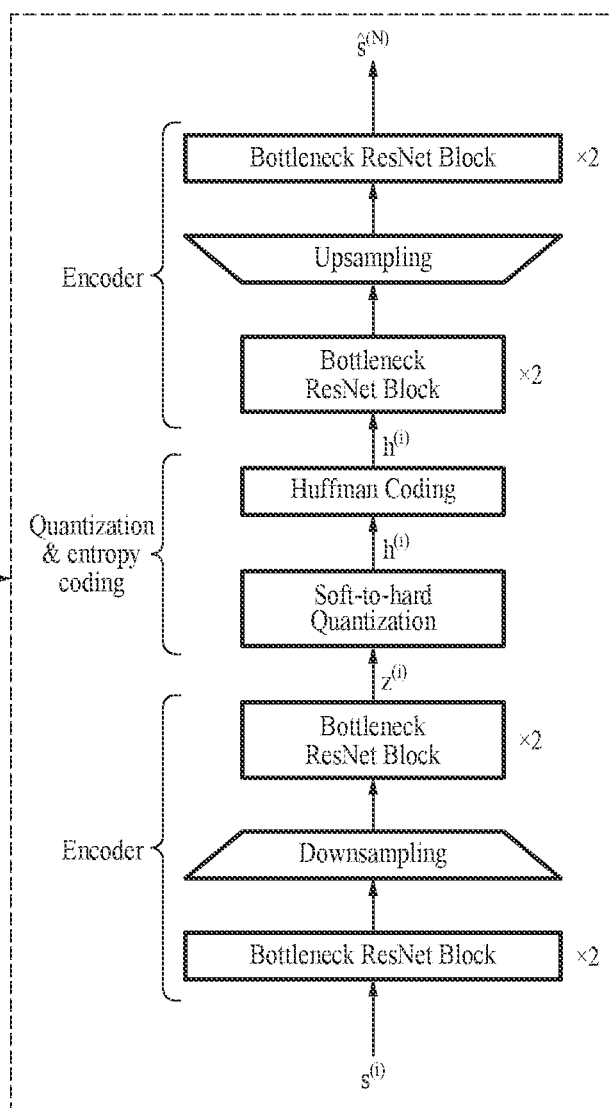 ŝ^(N)
Bottleneck ResNet Block ×2
Upsampling
Encoder
Bottleneck
ResNet Block
×2
h^(i)
Huffman Coding
Quantization
& entropy
coding
h^(i)
Soft-to-hard
Quantization
z^(i)
Bottleneck
ResNet Block
×2
Encoder
Downsampling
Bottleneck ResNet Block ×2
s^(i)